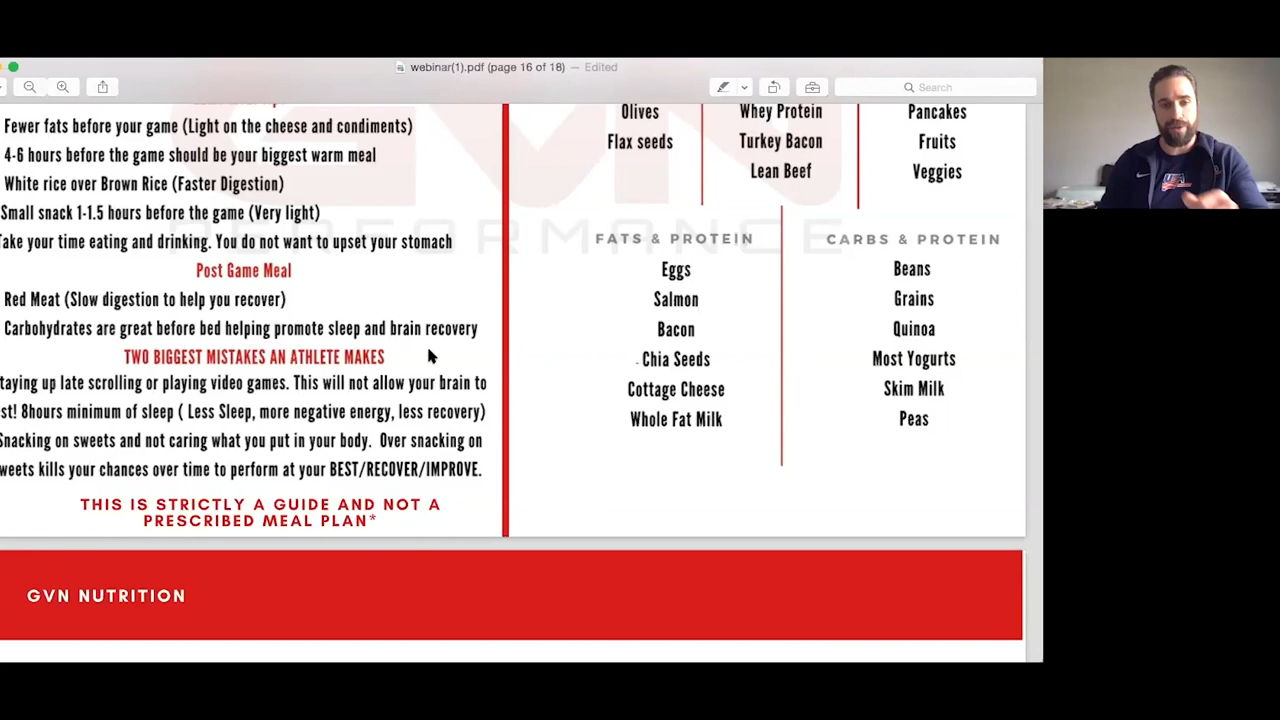 webinar(1).pdf (page 16 of 18) — Edited
Search
Fewer fats before your game (Light on the cheese and condiments)
4-6 hours before the game should be your biggest warm meal
White rice over Brown Rice (Faster Digestion)
Small snack 1-1.5 hours before the game (Very light)
Take your time eating and drinking. You do not want to upset your stomach
Post Game Meal
Red Meat (Slow digestion to help you recover)
Carbohydrates are great before bed helping promote sleep and brain recovery
TWO BIGGEST MISTAKES AN ATHLETE MAKES
taying up late scrolling or playing video games. This will not allow your brain to
est! 8hours minimum of sleep ( Less Sleep, more negative energy, less recovery)
Snacking on sweets and not caring what you put in your body. Over snacking on
weets kills your chances over time to perform at your BEST/RECOVER/IMPROVE.
THIS IS STRICTLY A GUIDE AND NOT A
PRESCRIBED MEAL PLAN*
Olives
Flax seeds
Whey Protein
Turkey Bacon
Lean Beef
Pancakes
Fruits
Veggies
FATS & PROTEIN
Eggs
Salmon
Bacon
Chia Seeds
Cottage Cheese
Whole Fat Milk
CARBS & PROTEIN
Beans
Grains
Quinoa
Most Yogurts
Skim Milk
Peas
GVN
PERFORMANCE
GVN NUTRITION